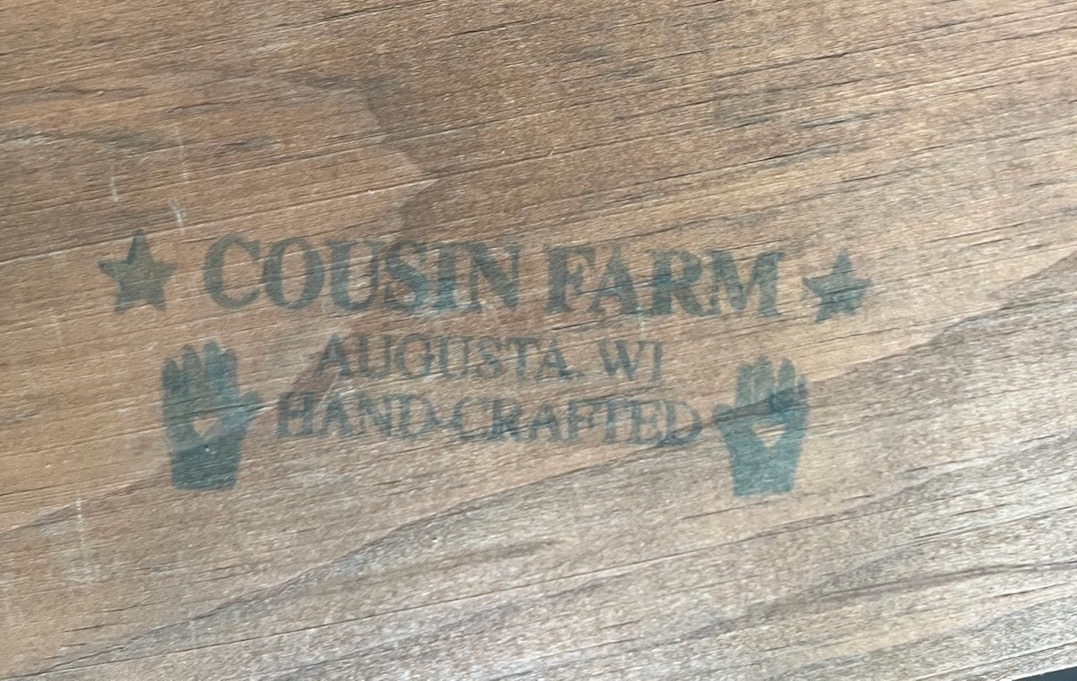 COUSIN FARM
AUGUSTA, WI
HAND-CRAFTED